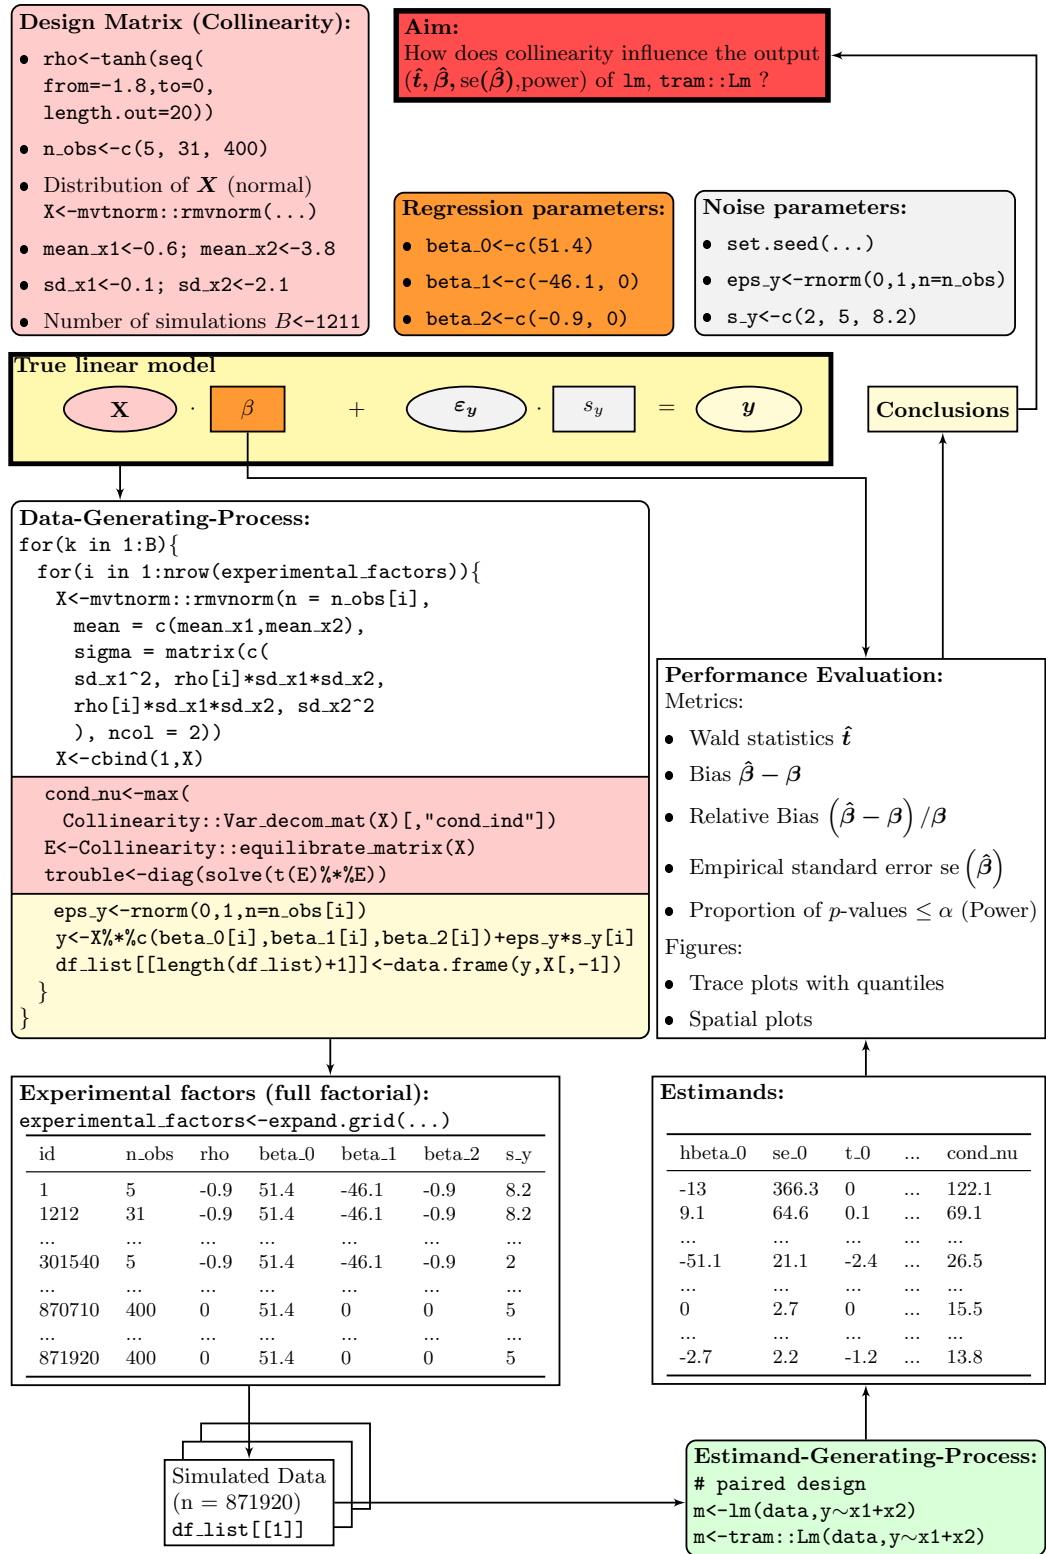 Design Matrix (Collinearity):
• rho<-tanh(seq(
from=-1.8,to=0,
length.out=20))
• n_obs<-c(5, 31, 400)
• Distribution of X (normal)
X<-mvtnorm::rmvnorm(...)
• mean_x1<-0.6; mean_x2<-3.8
• sd_x1<-0.1; sd_x2<-2.1
• Number of simulations B<-1211
Aim:
How does collinearity influence the output
(t̂, β̂, se(β̂),power) of lm, tram::Lm ?
Regression parameters:
• beta_0<-c(51.4)
• beta_1<-c(-46.1, 0)
• beta_2<-c(-0.9, 0)
Noise parameters:
• set.seed(...)
• eps_y<-rnorm(0,1,n=n_obs)
• s_y<-c(2, 5, 8.2)
True linear model
X · β + ε_y · s_y = y
Conclusions
Data-Generating-Process:
for(k in 1:B){
for(i in 1:nrow(experimental_factors)){
X<-mvtnorm::rmvnorm(n = n_obs[i],
mean = c(mean_x1,mean_x2),
sigma = matrix(c(
sd_x1^2, rho[i]*sd_x1*sd_x2,
rho[i]*sd_x1*sd_x2, sd_x2^2
), ncol = 2))
X<-cbind(1,X)
cond_nu<-max(
Collinearity::Var_decom_mat(X)[,"cond_ind"])
E<-Collinearity::equilibrate_matrix(X)
trouble<-diag(solve(t(E)%*%E))
eps_y<-rnorm(0,1,n=n_obs[i])
y<-X%*%c(beta_0[i],beta_1[i],beta_2[i])+eps_y*s_y[i]
df_list[[length(df_list)+1]]<-data.frame(y,X[,-1])
}
}
Performance Evaluation:
Metrics:
• Wald statistics t̂
• Bias β̂ − β
• Relative Bias (β̂ − β) /β
• Empirical standard error se (β̂)
• Proportion of p-values ≤ α (Power)
Figures:
• Trace plots with quantiles
• Spatial plots
Experimental factors (full factorial):
experimental_factors<-expand.grid(...)
id n_obs rho beta_0 beta_1 beta_2 s_y
1 5 -0.9 51.4 -46.1 -0.9 8.2
1212 31 -0.9 51.4 -46.1 -0.9 8.2
... ... ... ... ... ... ...
301540 5 -0.9 51.4 -46.1 -0.9 2
... ... ... ... ... ... ...
870710 400 0 51.4 0 0 5
... ... ... ... ... ... ...
871920 400 0 51.4 0 0 5
Estimands:
hbeta_0 se_0 t_0 ... cond_nu
-13 366.3 0 ... 122.1
9.1 64.6 0.1 ... 69.1
... ... ... ... ...
-51.1 21.1 -2.4 ... 26.5
... ... ... ... ...
0 2.7 0 ... 15.5
... ... ... ... ...
-2.7 2.2 -1.2 ... 13.8
Simulated Data
(n = 871920)
df_list[[1]]
Estimand-Generating-Process:
# paired design
m<-lm(data,y∼x1+x2)
m<-tram::Lm(data,y∼x1+x2)